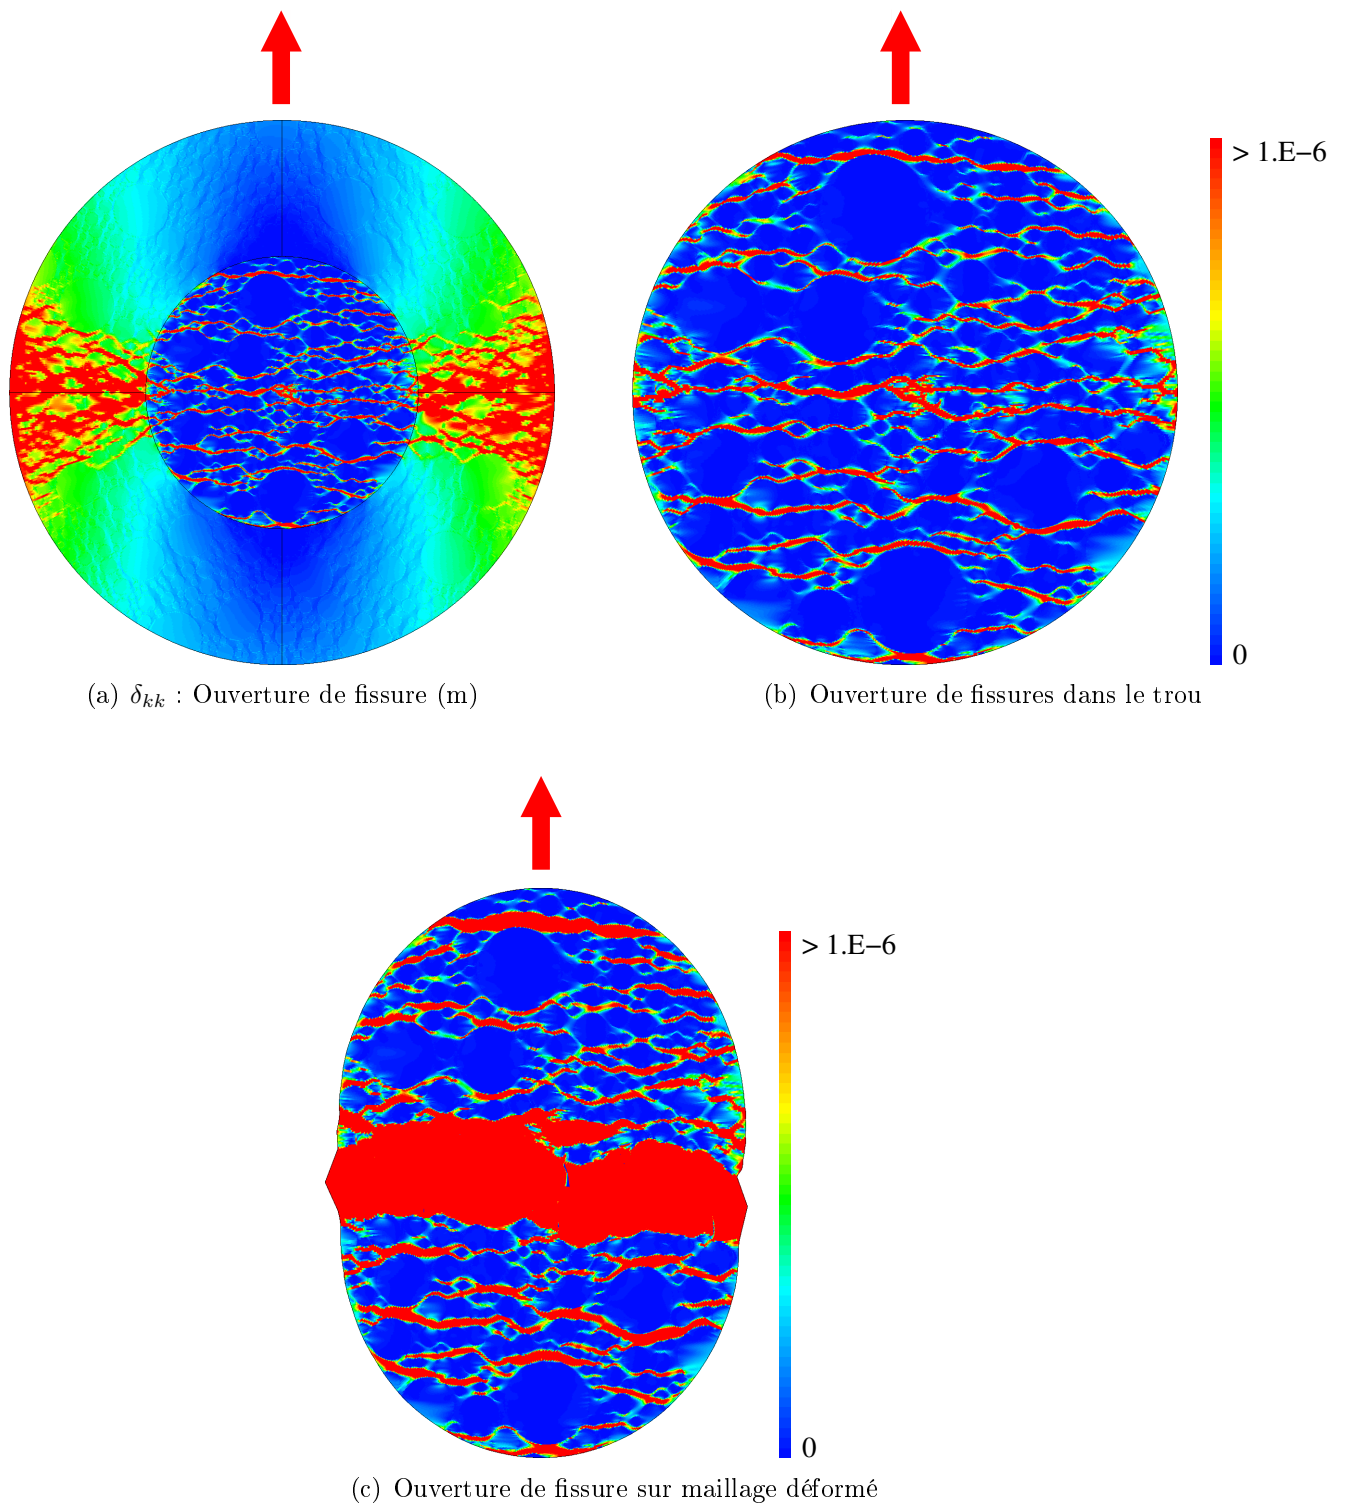 > 1.E−6
0
(a) δkk : Ouverture de fissure (m)
(b) Ouverture de fissures dans le trou
> 1.E−6
0
(c) Ouverture de fissure sur maillage déformé